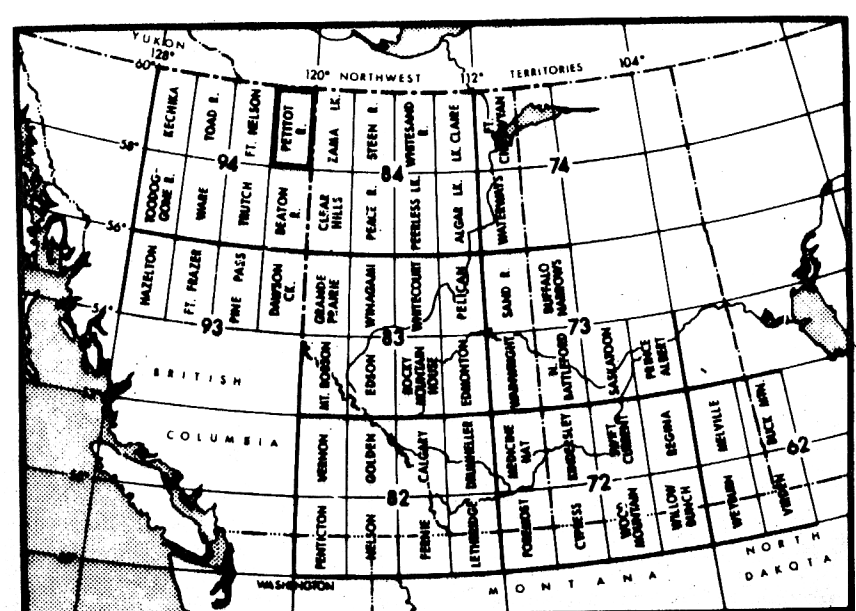 YUKON
128°
60°
120° NORTHWEST 112° TERRITORIES 104°
KECHIKA
TOAD R.
FT. NELSON
PETITOT R.
ZAMA LK.
STEEN R.
WHITESAND R.
LK. CLAIRE
FT. CHIPEWYAN
58°
94
84
74
TOODOG-
GONE R.
WARE
TRUTCH
BEATON R.
CLEAR HILLS
PEACE R.
PEERLESS LK.
ALGAR LK.
WATERWAYS
56°
HAZELTON
FT. FRAZER
PINE PASS
DAWSON CK.
GRANDE PRAIRIE
WINAGAMI
WHITECOURT
PELICAN
SAND R.
BUFFALO NARROWS
54°
93
83
73
BRITISH
MT. ROBSON
EDSON
ROCKY MOUNTAIN HOUSE
EDMONTON
WAINWRIGHT
N. BATTLEFORD
SASKATOON
PRINCE ALBERT
COLUMBIA
VERNON
GOLDEN
CALGARY
DRUMHELLER
MEDICINE HAT
KINDERSLEY
SWIFT CURRENT
REGINA
MELVILLE
DUCK MTN.
82
72
62
PENTICTON
NELSON
FERNIE
LETHBRIDGE
FOREMOST
CYPRESS
WOOD MOUNTAIN
WILLOW BUNCH
WEYBURN
VIRDEN
WASHINGTON
MONTANA
NORTH
DAKOTA